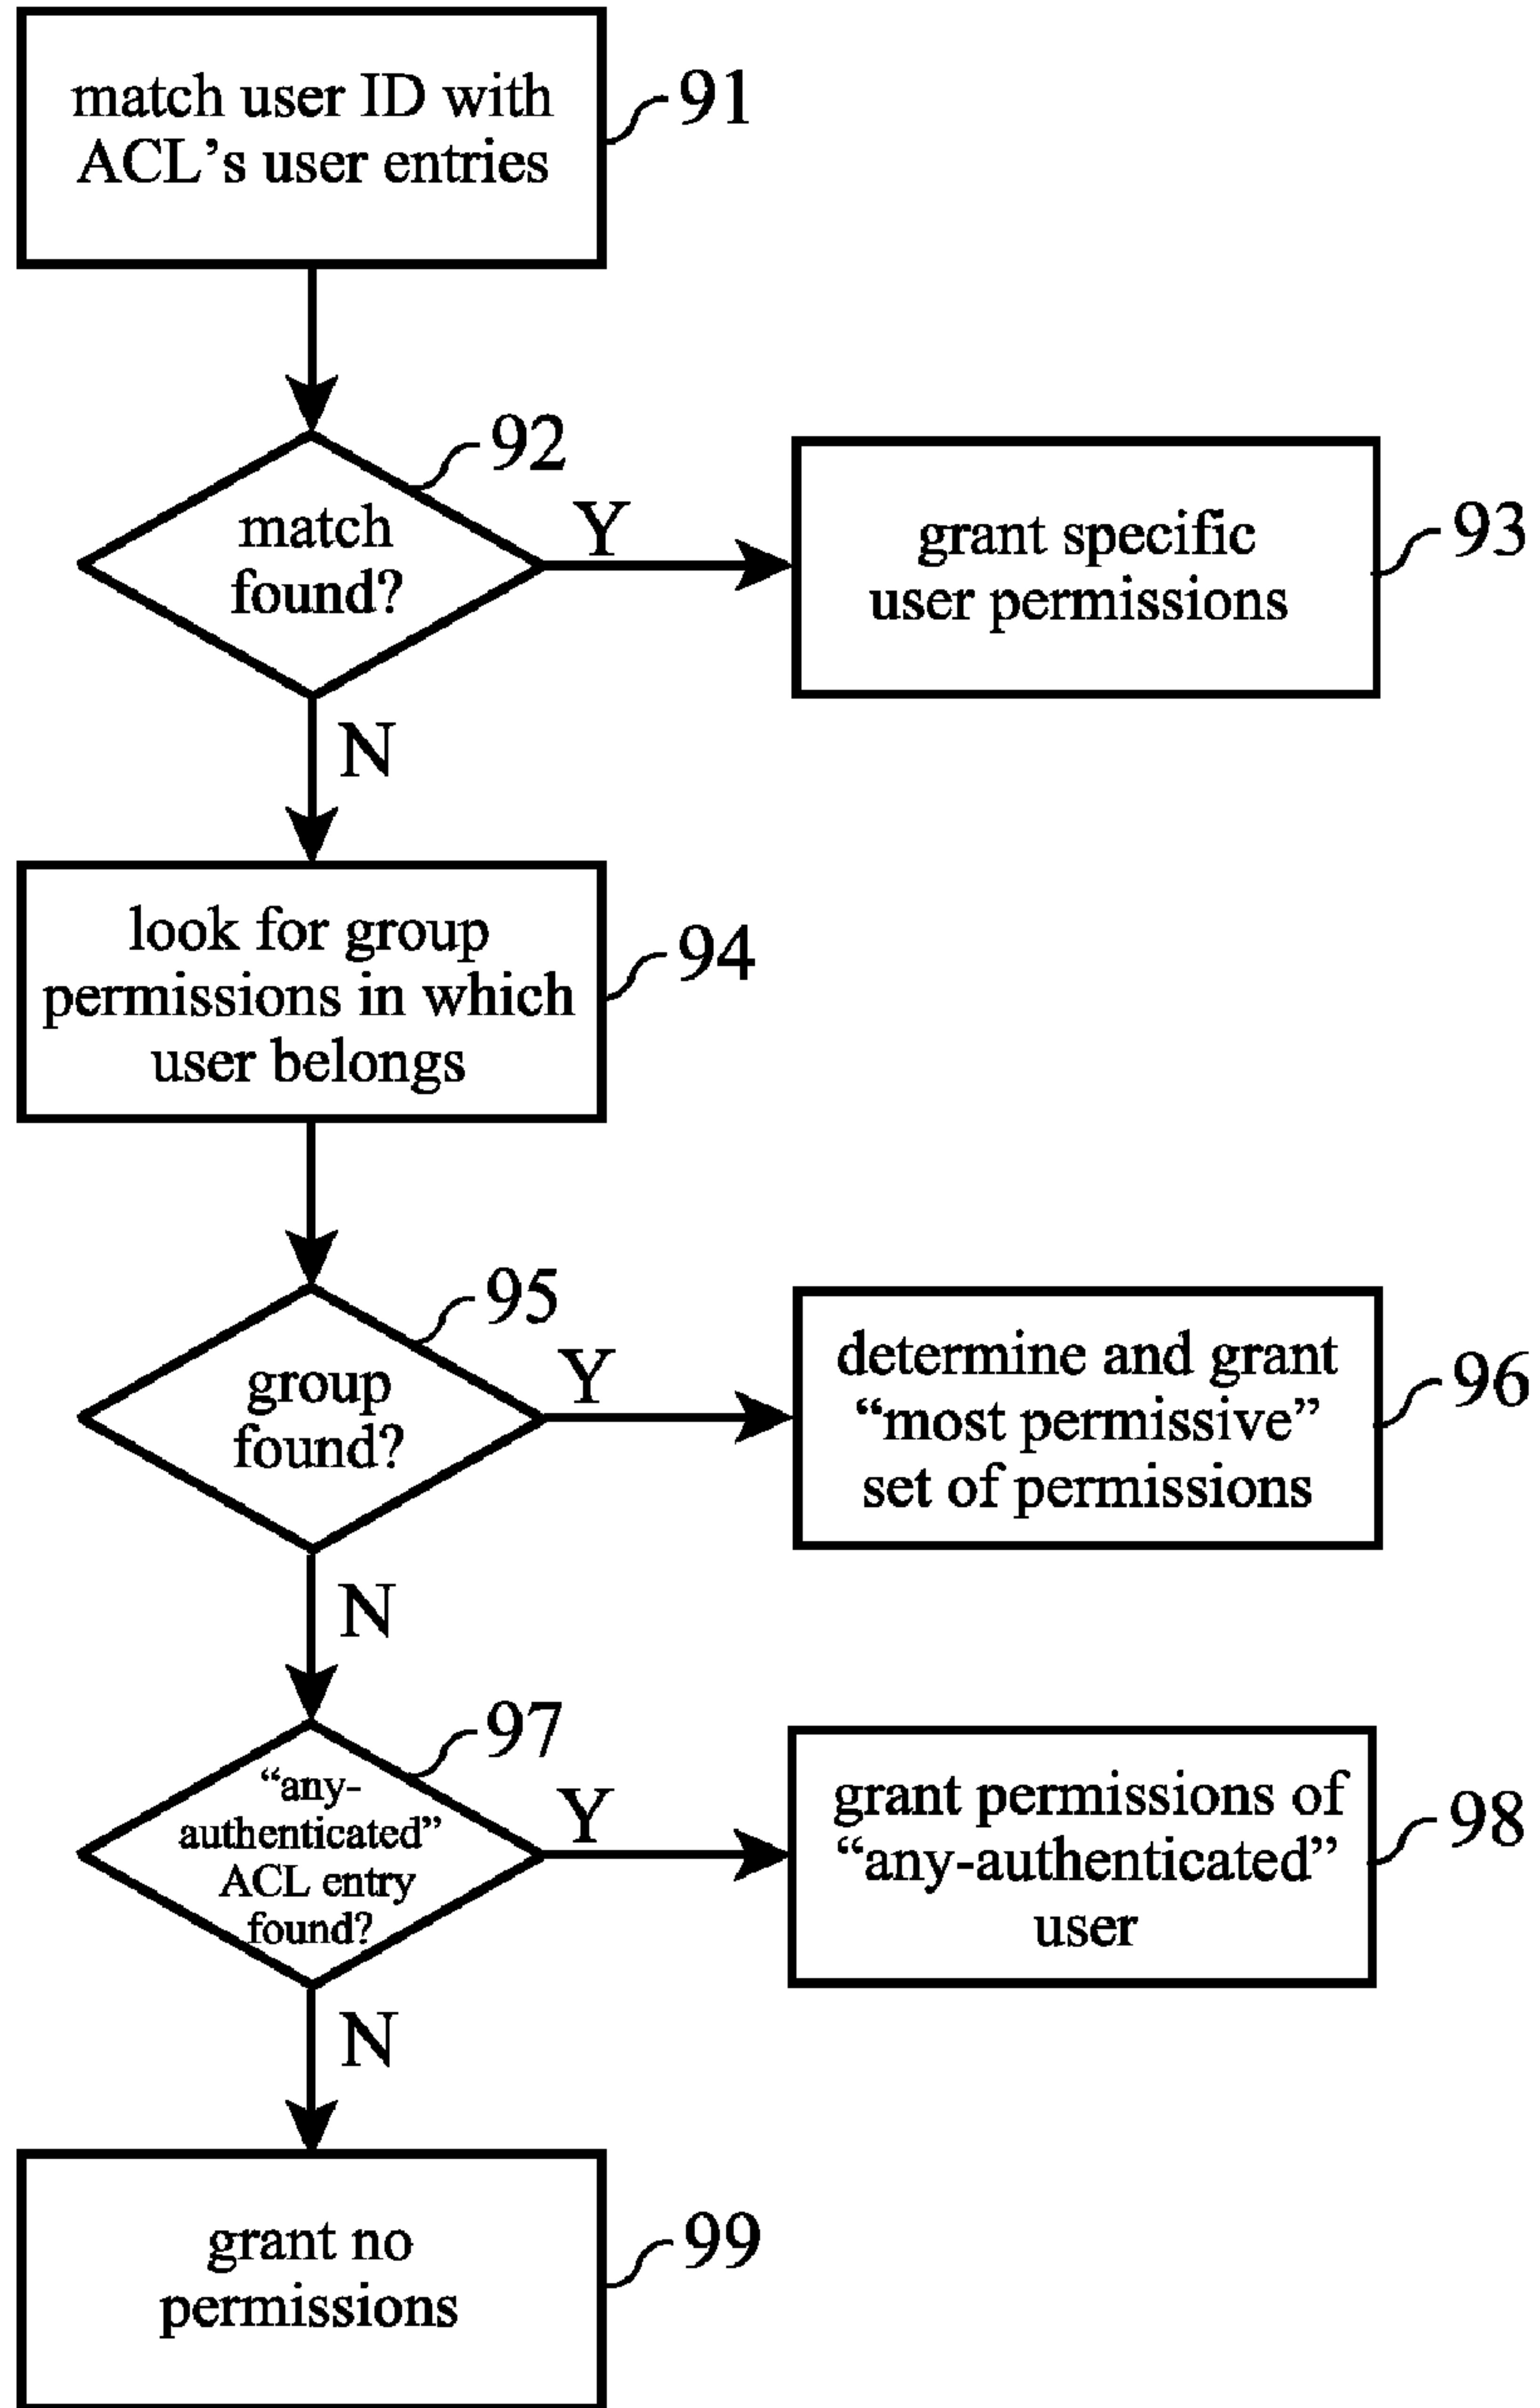 match user ID with
ACL's user entries
91
92
match
found?
Y
grant specific
user permissions
93
N
look for group
permissions in which
user belongs
94
95
group
found?
Y
determine and grant
“most permissive”
set of permissions
96
N
97
“any-
authenticated”
ACL entry
found?
Y
grant permissions of
“any-authenticated”
user
98
N
grant no
permissions
99